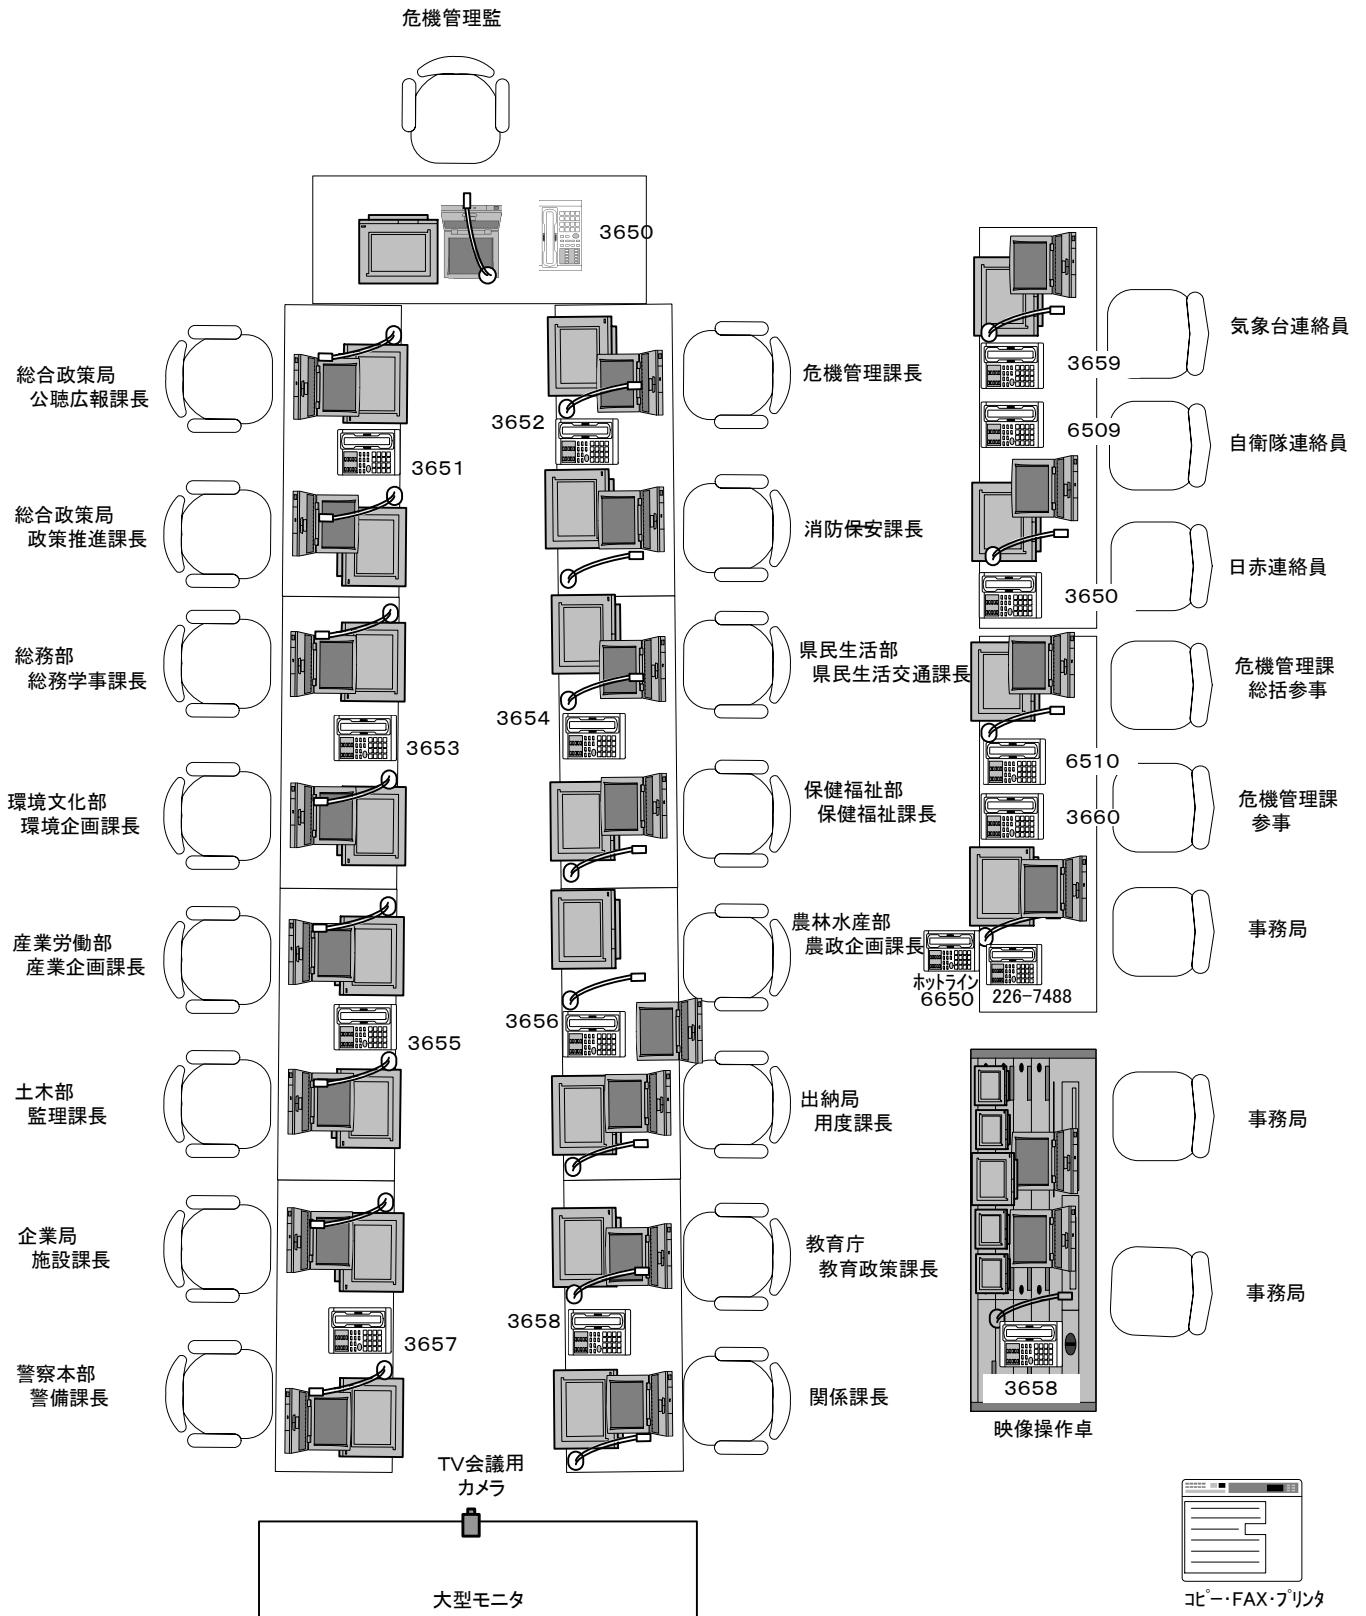 危機管理監
3650
総合政策局
公聴広報課長
3651
総合政策局
政策推進課長
総務部
総務学事課長
3653
環境文化部
環境企画課長
産業労働部
産業企画課長
3655
土木部
監理課長
企業局
施設課長
3657
警察本部
警備課長
3652
危機管理課長
消防保安課長
県民生活部
県民生活交通課長
3654
保健福祉部
保健福祉課長
農林水産部
農政企画課長
3656
出納局
用度課長
教育庁
教育政策課長
3658
関係課長
3659
気象台連絡員
6509
自衛隊連絡員
日赤連絡員
3650
危機管理課
総括参事
6510
3660
危機管理課
参事
事務局
ホットライン
6650
226-7488
事務局
事務局
3658
映像操作卓
TV会議用
カメラ
大型モニタ
コピー・FAX・プリンタ